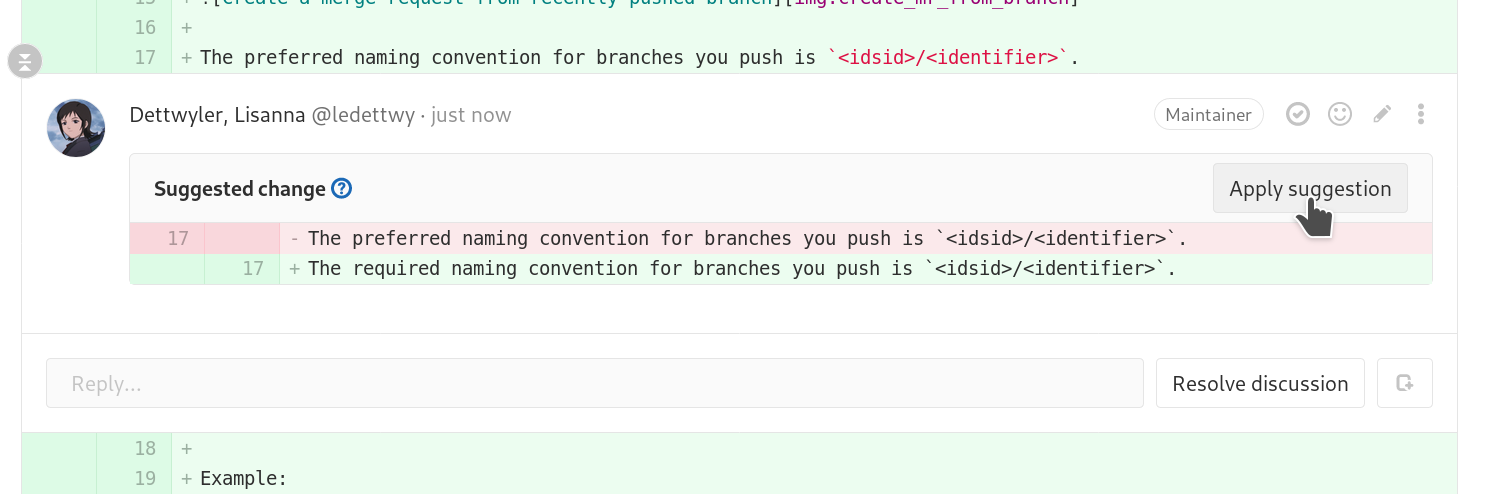 15 + ![Create a merge request from recently pushed branch][img:create_mr_from_branch]
16 +
17 + The preferred naming convention for branches you push is `<idsid>/<identifier>`.
Dettwyler, Lisanna @ledettwy · just now Maintainer
Suggested change Apply suggestion
17 - The preferred naming convention for branches you push is `<idsid>/<identifier>`.
17 + The required naming convention for branches you push is `<idsid>/<identifier>`.
Reply...
Resolve discussion
18 +
19 + Example: